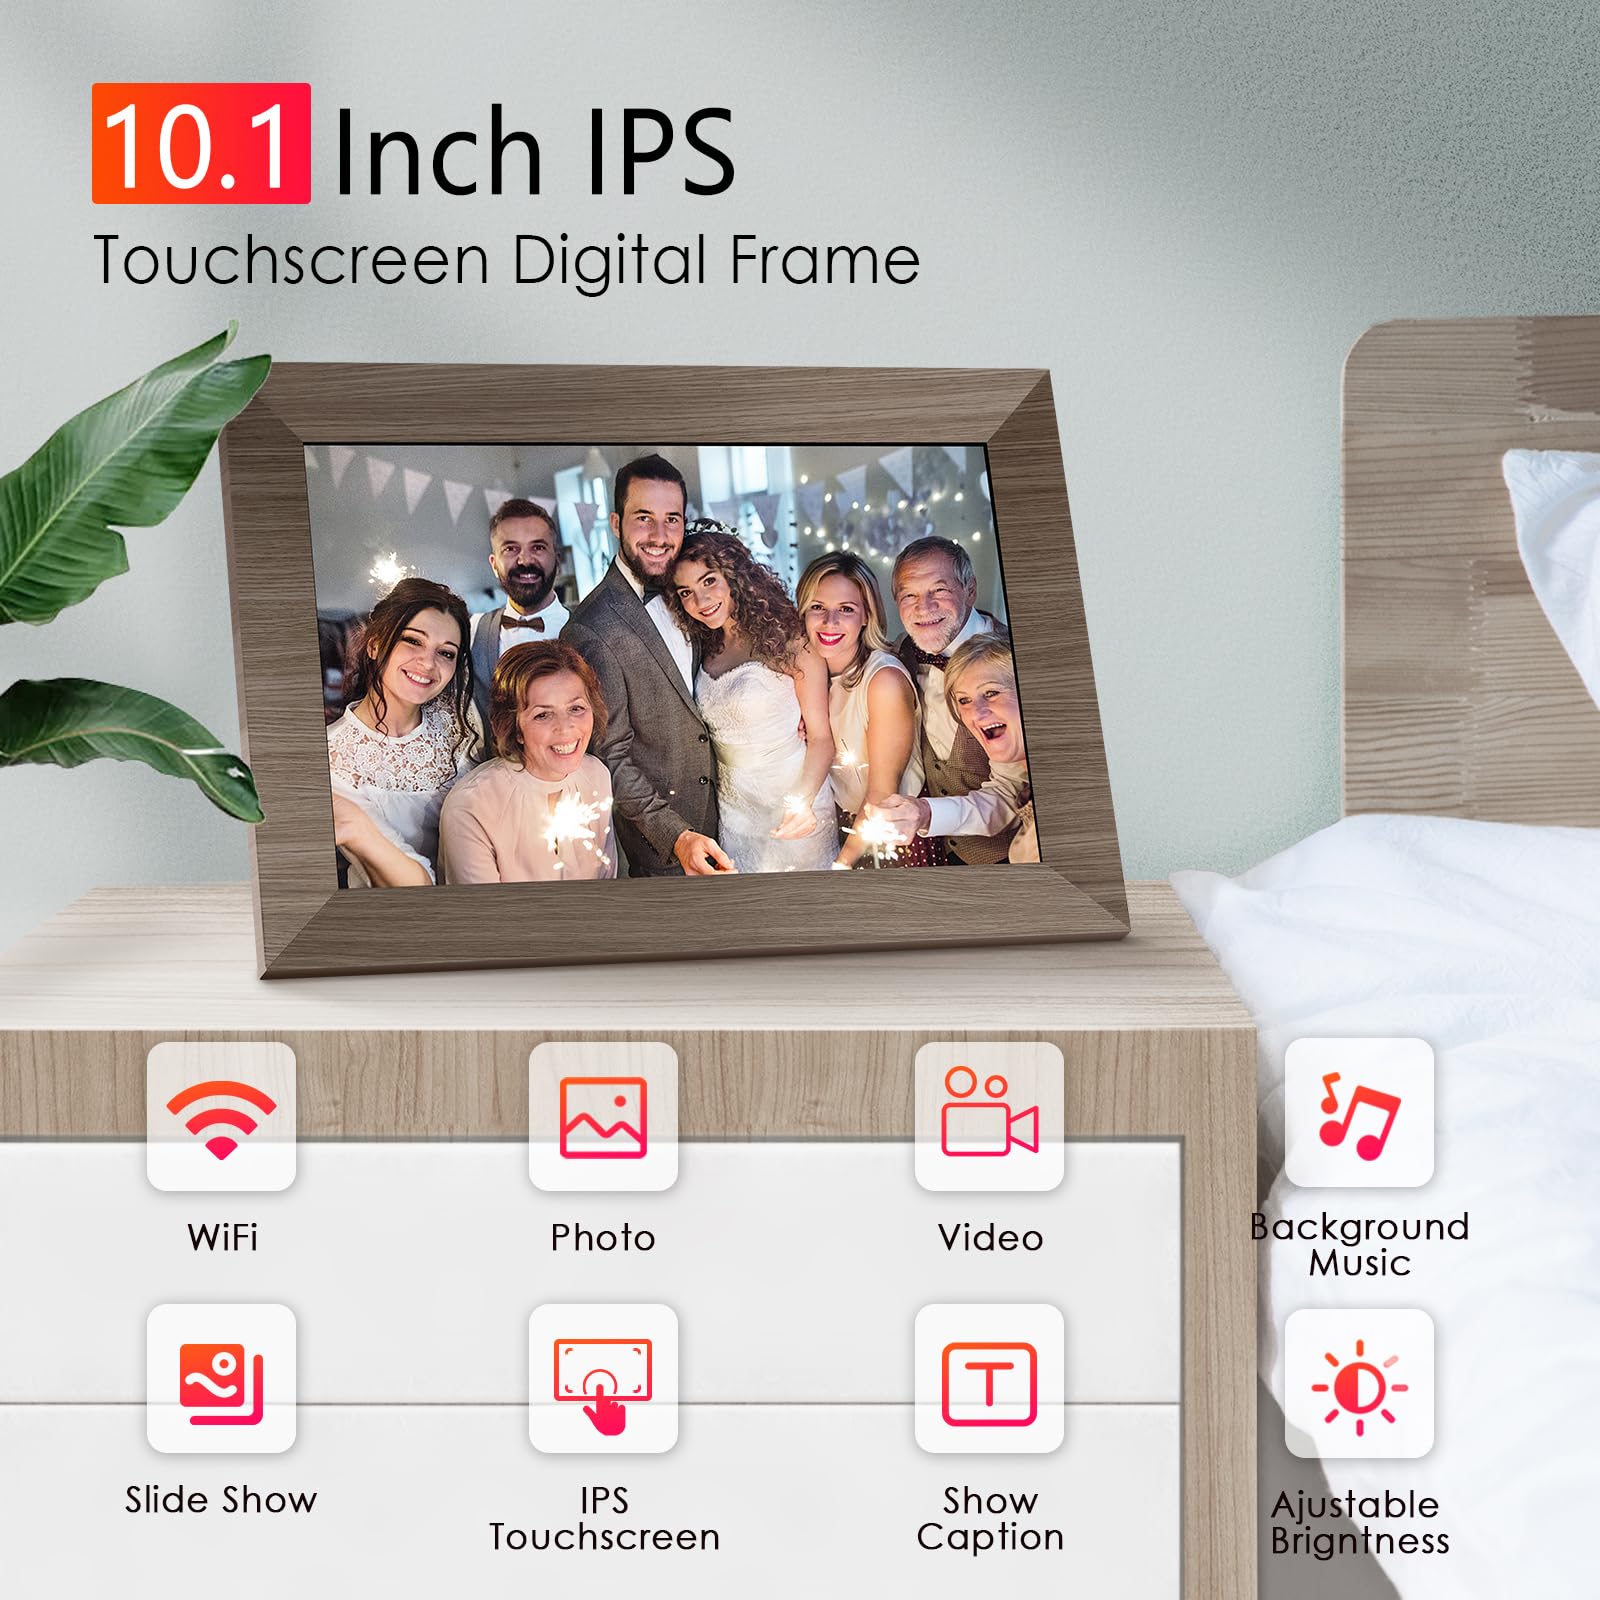 10.1 Inch IPS
Touchscreen Digital Frame
WiFi
Photo
Video
Background
Music
Slide Show
IPS
Touchscreen
T
Show
Caption
Ajustable
Brigntness